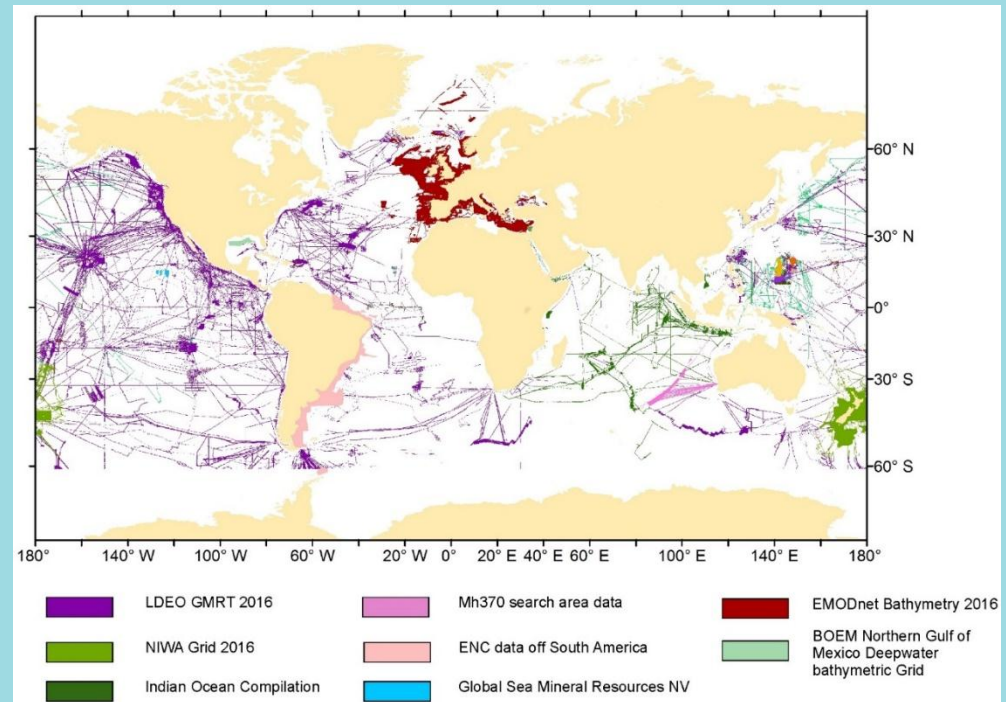 60° N
30° N
0°
30° S
60° S
180° 140° W 100° W 60° W 20° W 0° 20° E 40° E 60° E 100° E 140° E 180°
LDEO GMRT 2016
Mh370 search area data
EMODnet Bathymetry 2016
NIWA Grid 2016
ENC data off South America
BOEM Northern Gulf of
Mexico Deepwater
bathymetric Grid
Indian Ocean Compilation
Global Sea Mineral Resources NV